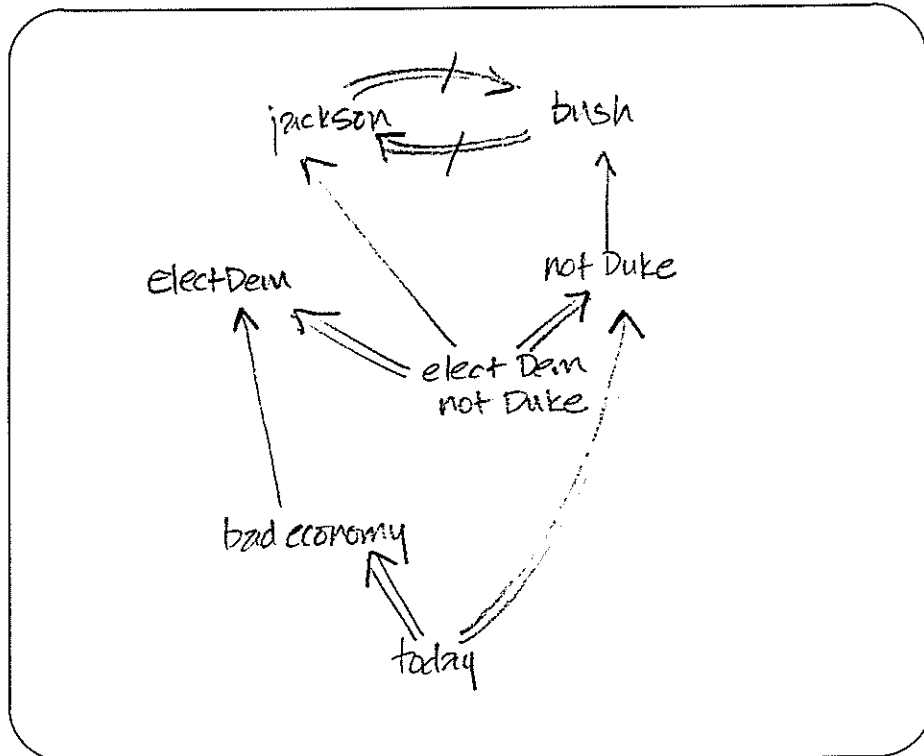 jackson
bush
ElectDem
not Duke
elect Dem
not Duke
bad economy
today